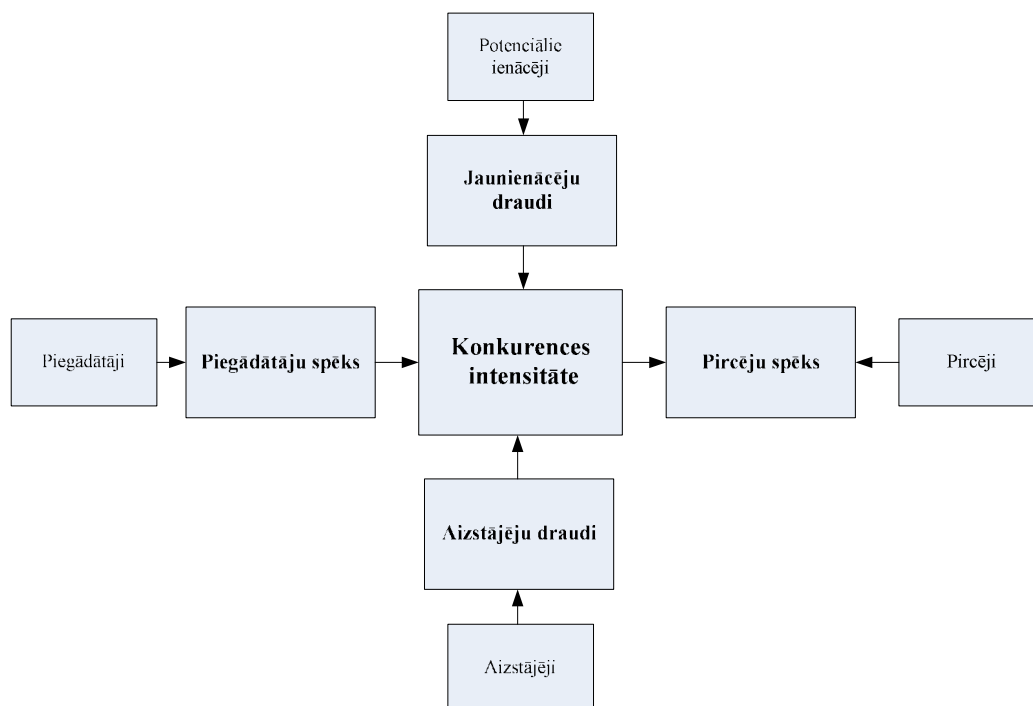 Potenciālie
ienācēji
Jaunienācēju
draudi
Piegādātāji
Piegādātāju spēks
Konkurences
intensitāte
Pircēju spēks
Pircēji
Aizstājēju draudi
Aizstājēji